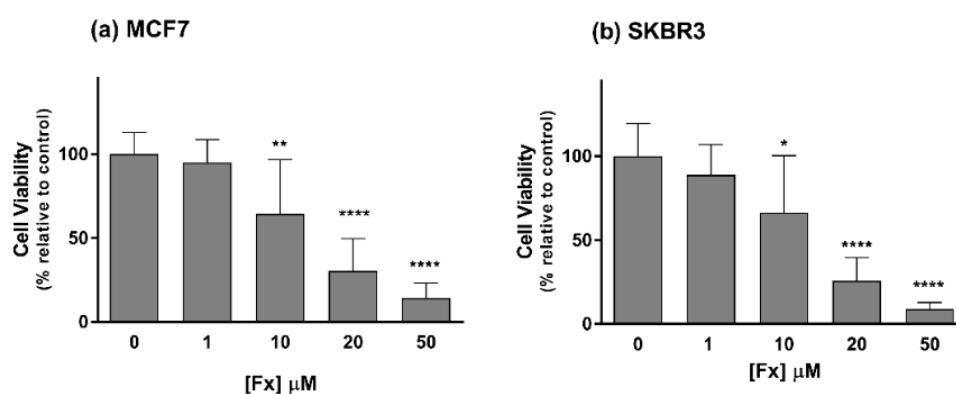 (a) MCF7
Cell Viability
(% relative to control)
100
50
0
**
****
****
0 1 10 20 50
[Fx] μM
(b) SKBR3
Cell Viability
(% relative to control)
100
50
0
*
****
****
0 1 10 20 50
[Fx] μM